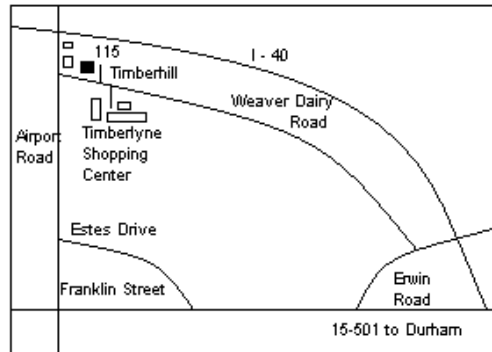 115
I - 40
Timberhill
Weaver Dairy
Road
Airport
Road
Timberlyne
Shopping
Center
Estes Drive
Franklin Street
Erwin
Road
15-501 to Durham